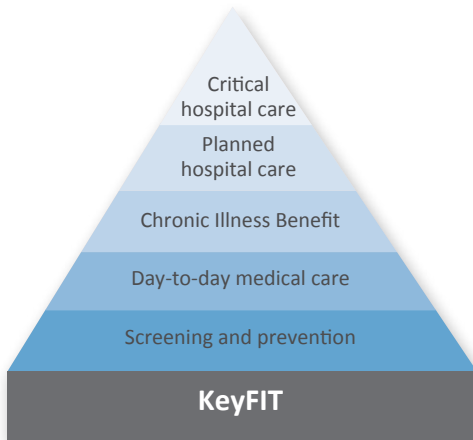 Critical
hospital care
Planned
hospital care
Chronic Illness Benefit
Day-to-day medical care
Screening and prevention
KeyFIT